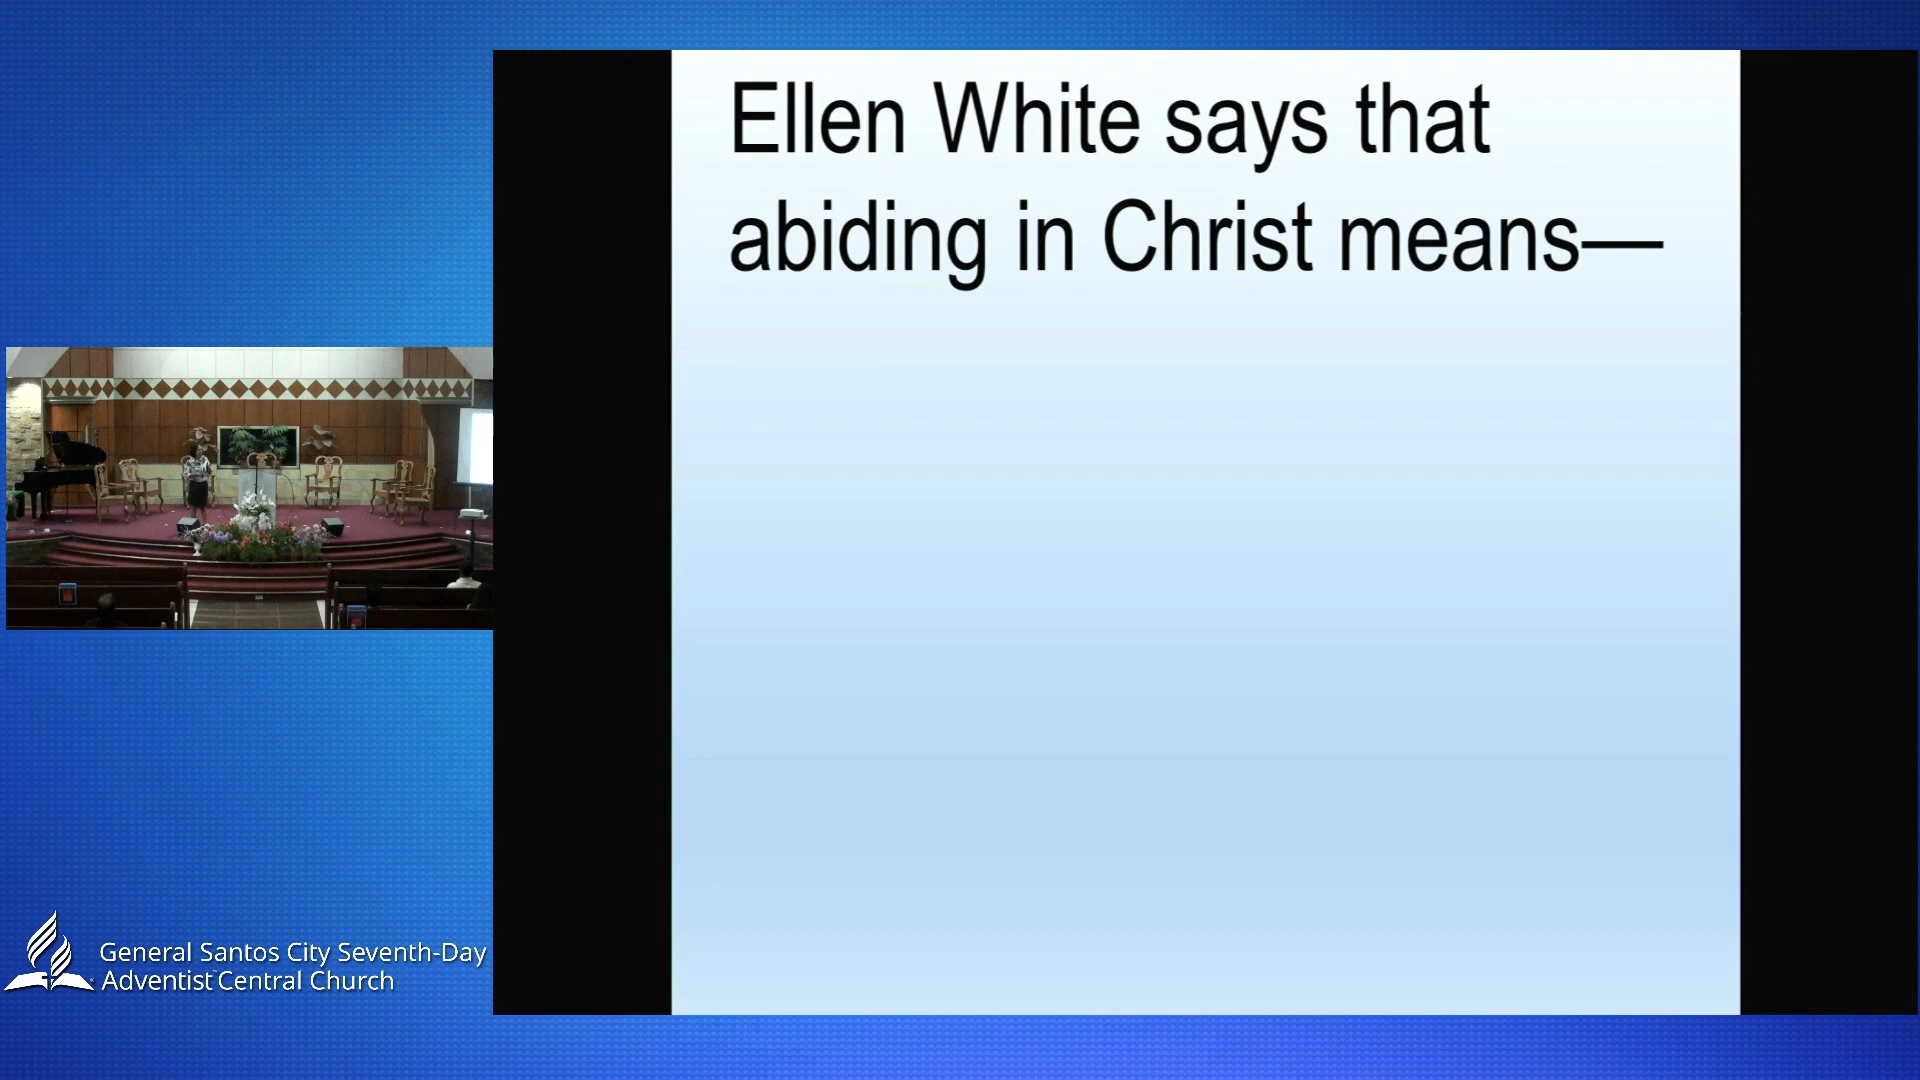 Ellen White says that
abiding in Christ means—
General Santos City Seventh-Day
Adventist Central Church